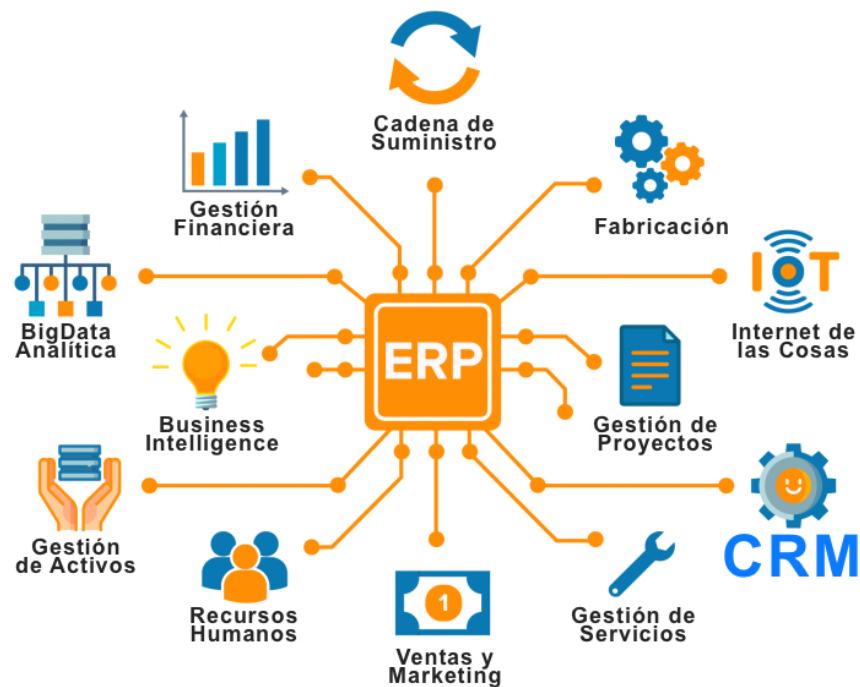 Cadena de
Suministro
Gestión
Financiera
Fabricación
BigData
Analítica
IOT
Internet de
las Cosas
ERP
Business
Intelligence
Gestión de
Proyectos
Gestión
de Activos
CRM
Recursos
Humanos
1
Ventas y
Marketing
Gestión de
Servicios